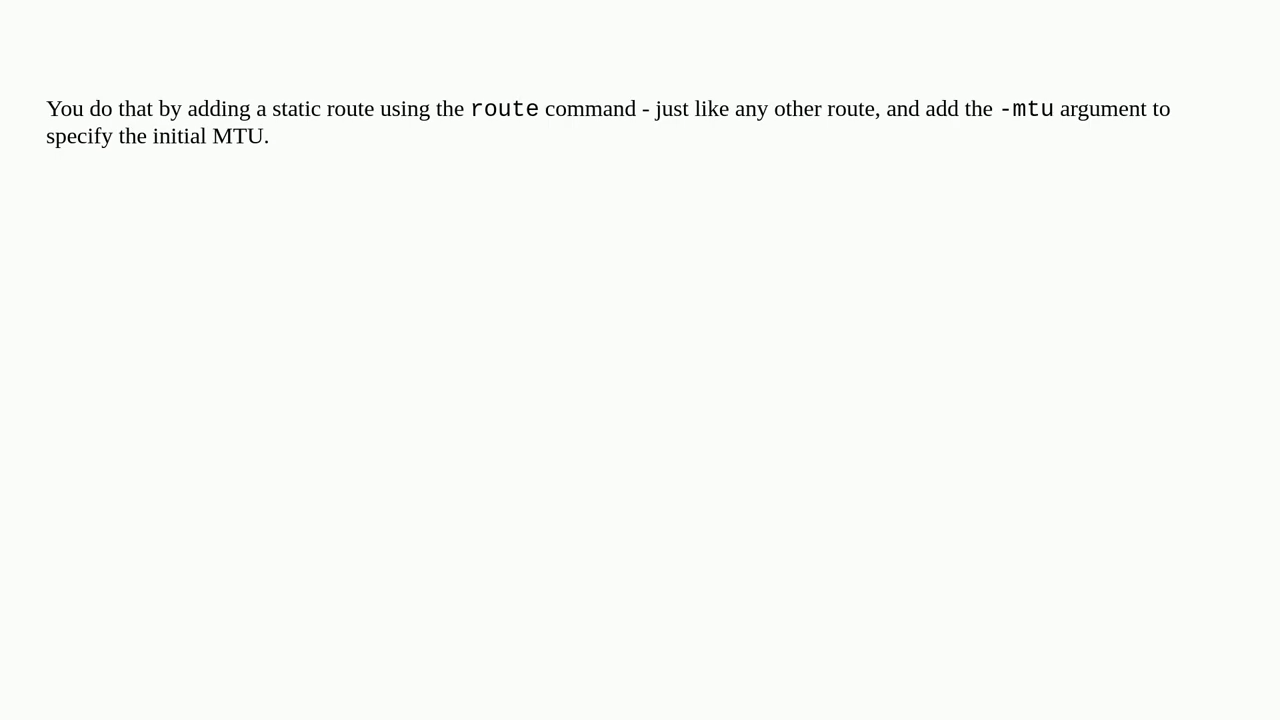 You do that by adding a static route using the route command - just like any other route, and add the -mtu argument to
specify the initial MTU.